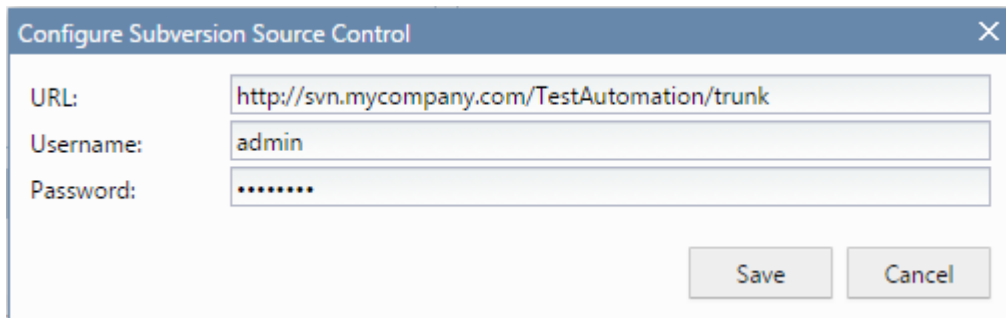 Configure Subversion Source Control
URL: http://svn.mycompany.com/TestAutomation/trunk
Username: admin
Password: ••••••••
Save Cancel